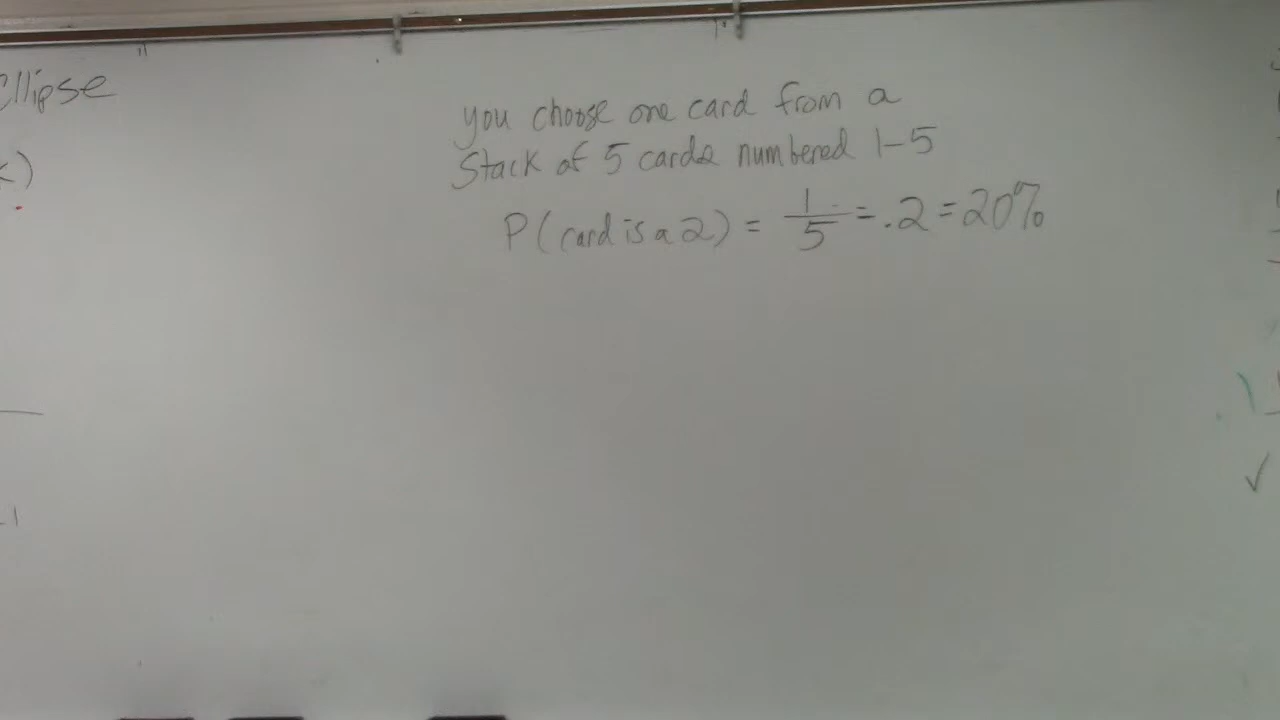 Ellipse
you choose one card from a
Stack of 5 cards numbered 1-5
P(card is a 2) = 1/5 = .2 = 20%